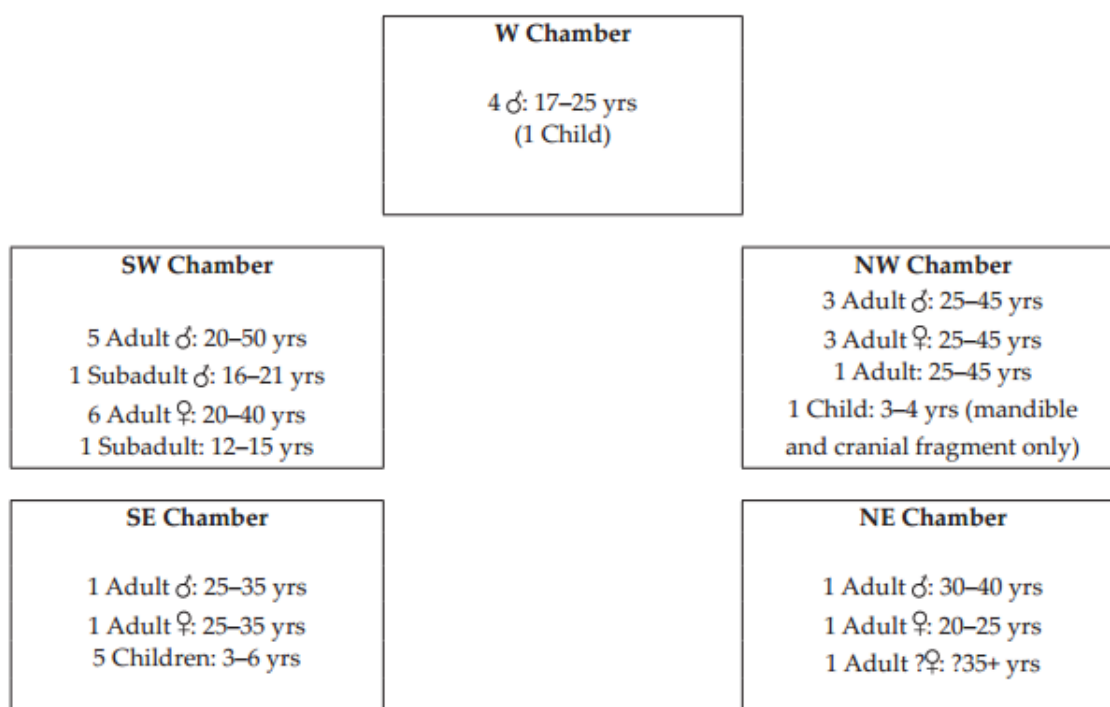 W Chamber
4 ♂: 17–25 yrs
(1 Child)
SW Chamber
5 Adult ♂: 20–50 yrs
1 Subadult ♂: 16–21 yrs
6 Adult ♀: 20–40 yrs
1 Subadult: 12–15 yrs
NW Chamber
3 Adult ♂: 25–45 yrs
3 Adult ♀: 25–45 yrs
1 Adult: 25–45 yrs
1 Child: 3–4 yrs (mandible
and cranial fragment only)
SE Chamber
1 Adult ♂: 25–35 yrs
1 Adult ♀: 25–35 yrs
5 Children: 3–6 yrs
NE Chamber
1 Adult ♂: 30–40 yrs
1 Adult ♀: 20–25 yrs
1 Adult ?♀: ?35+ yrs